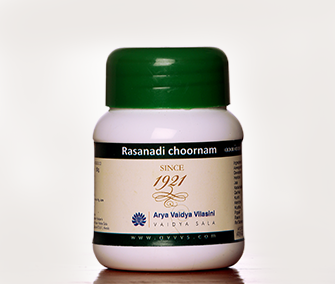 Rasanadi choornam
SINCE
1921
Arya Vaidya Vilasini
VAIDYA SALA
www.avvvs.com